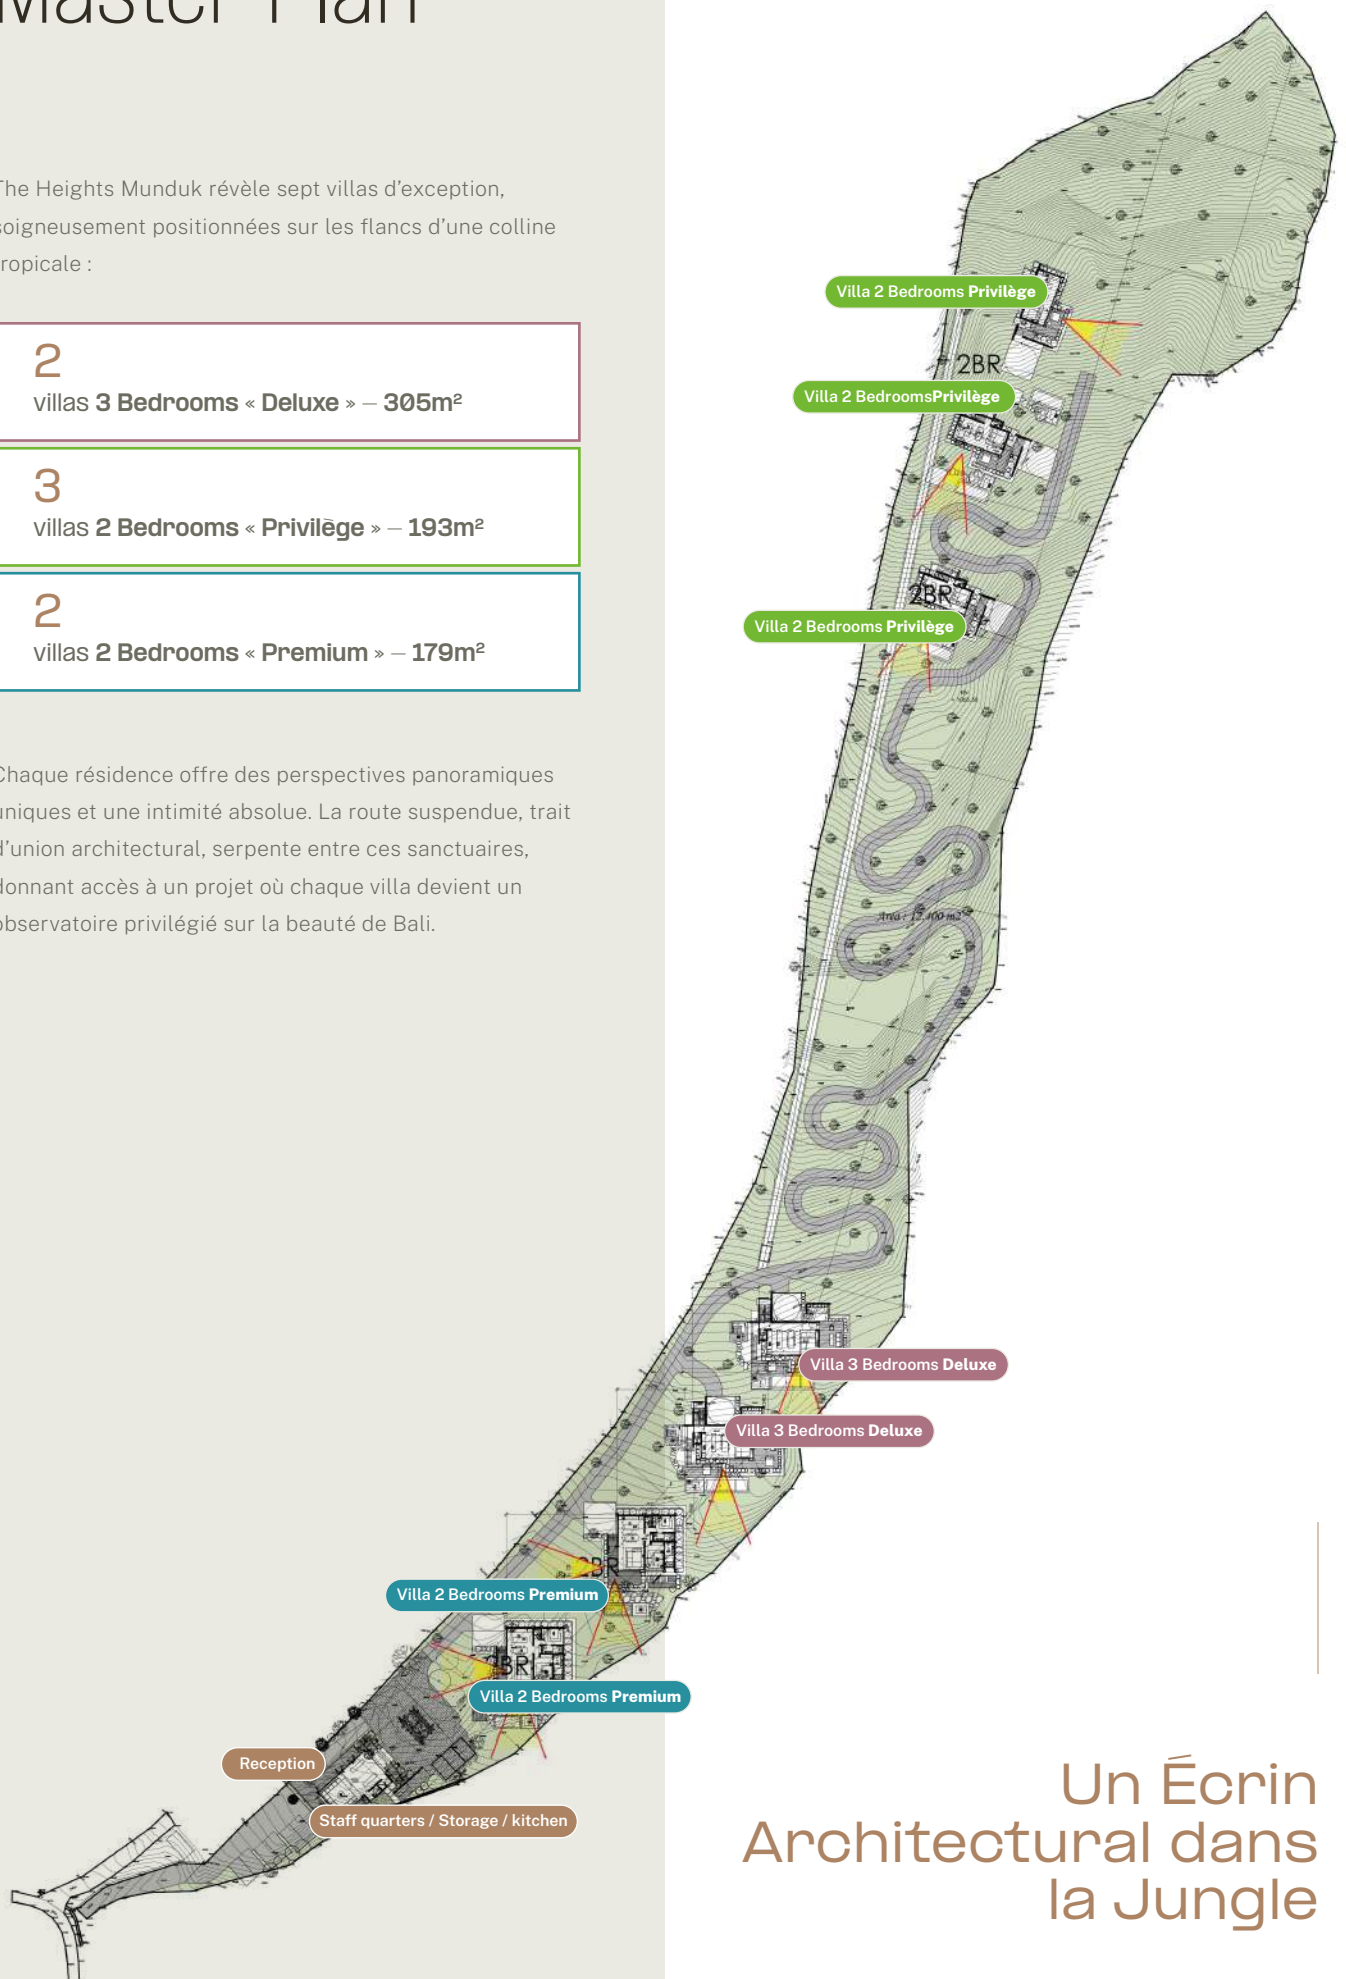 Master Plan
The Heights Munduk révèle sept villas d’exception,
soigneusement positionnées sur les flancs d’une colline
tropicale :
2
villas 3 Bedrooms « Deluxe » – 305m²
3
villas 2 Bedrooms « Privilège » – 193m²
2
villas 2 Bedrooms « Premium » – 179m²
Chaque résidence offre des perspectives panoramiques
uniques et une intimité absolue. La route suspendue, trait
d’union architectural, serpente entre ces sanctuaires,
donnant accès à un projet où chaque villa devient un
observatoire privilégié sur la beauté de Bali.
Villa 2 Bedrooms Privilège
2BR
Villa 2 BedroomsPrivilège
2BR
Villa 2 Bedrooms Privilège
Area : 12,400 m2
Villa 3 Bedrooms Deluxe
Villa 3 Bedrooms Deluxe
2BR
Villa 2 Bedrooms Premium
BR
Villa 2 Bedrooms Premium
Reception
Staff quarters / Storage / kitchen
Un Écrin
Architectural dans
la Jungle